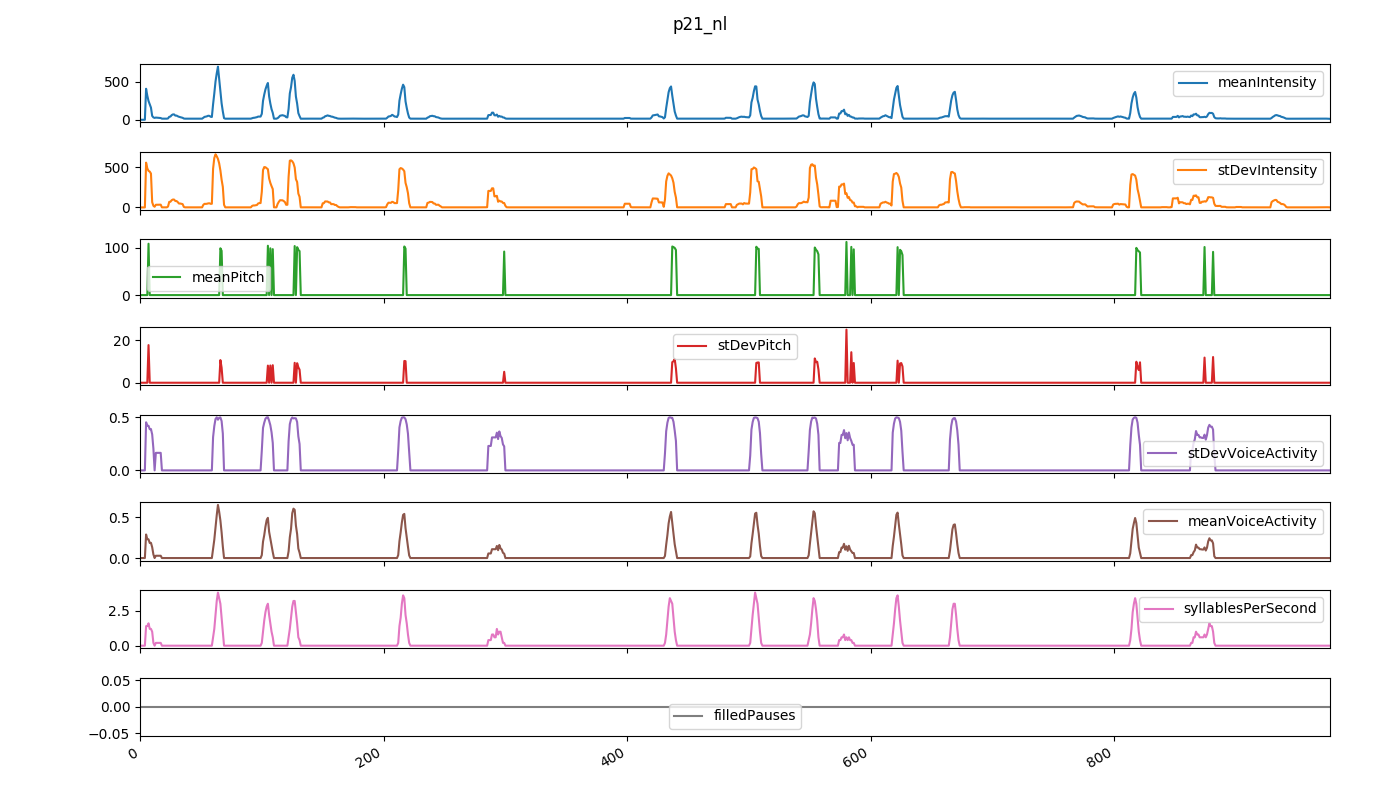 p21_nl
500
0
meanIntensity
500
0
stDevIntensity
100
0
meanPitch
20
0
stDevPitch
0.5
0.0
stDevVoiceActivity
0.5
0.0
meanVoiceActivity
2.5
0.0
syllablesPerSecond
0.05
0.00
−0.05
filledPauses
0 200 400 600 800